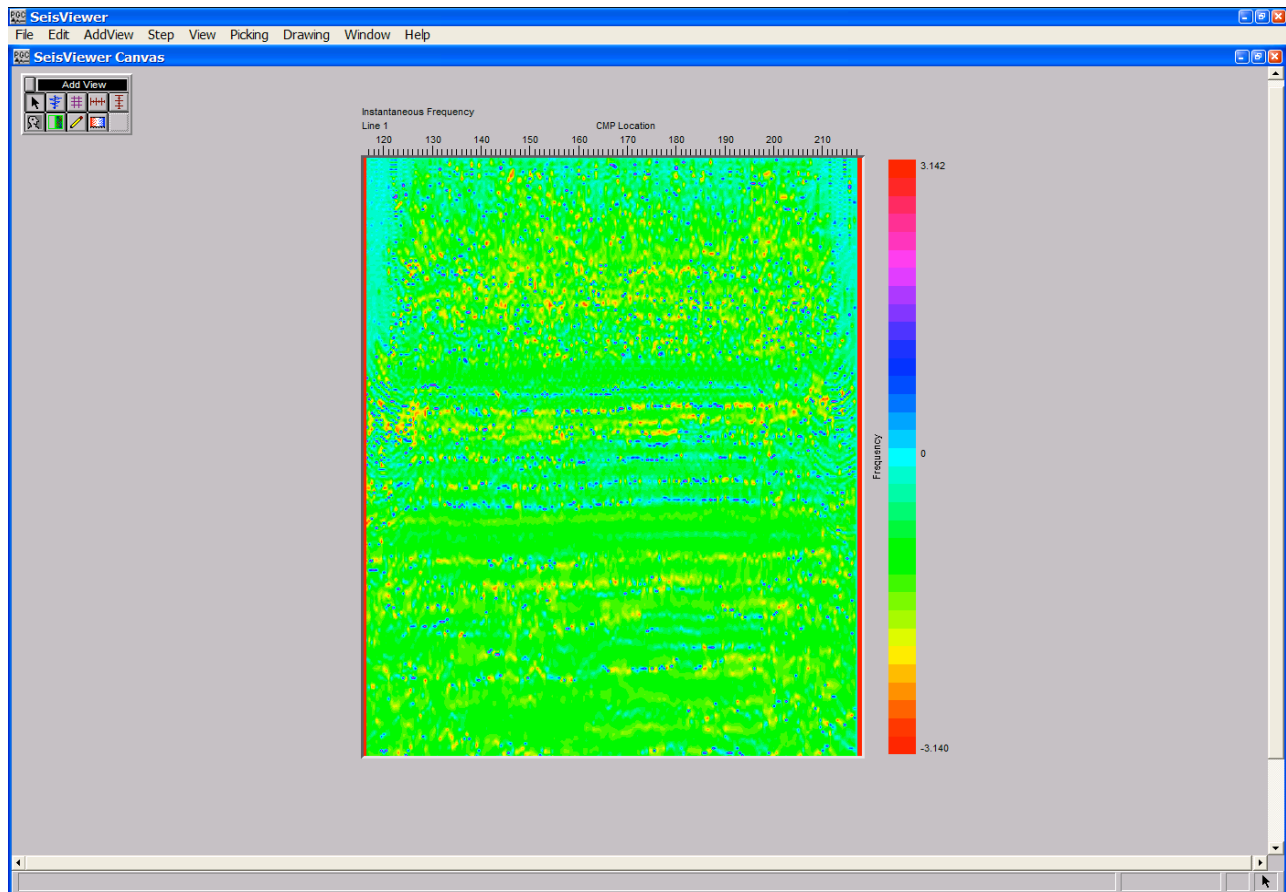 SeisViewer
File Edit AddView Step View Picking Drawing Window Help
SeisViewer Canvas
Add View
Instantaneous Frequency
Line 1 CMP Location
120 130 140 150 160 170 180 190 200 210
3.142
0
Frequency
-3.140